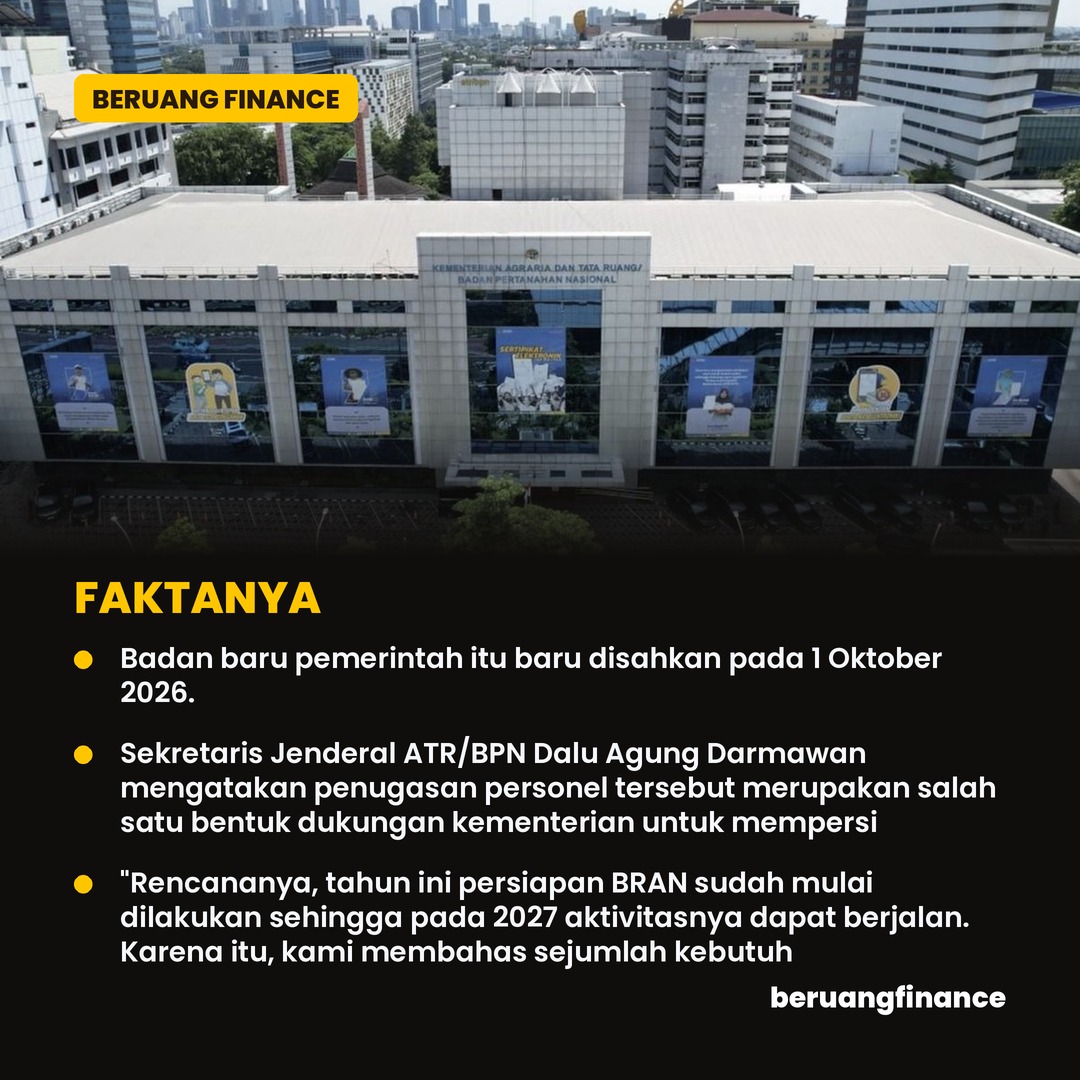 BERUANG FINANCE
KEMENTERIAN AGRARIA DAN TATA RUANG/
BADAN PERTANAHAN NASIONAL
SERTIPIKAT
FAKTANYA
Badan baru pemerintah itu baru disahkan pada 1 Oktober
2026.
Sekretaris Jenderal ATR/BPN Dalu Agung Darmawan
mengatakan penugasan personel tersebut merupakan salah
satu bentuk dukungan kementerian untuk mempersi
"Rencananya, tahun ini persiapan BRAN sudah mulai
dilakukan sehingga pada 2027 aktivitasnya dapat berjalan.
Karena itu, kami membahas sejumlah kebutuh
beruangfinance